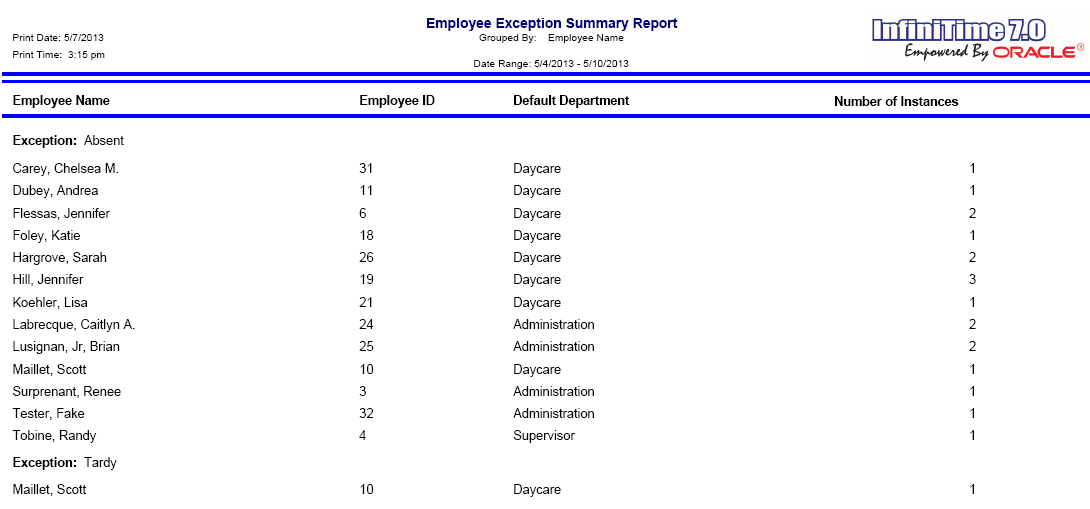 Employee Exception Summary Report
InfiniTime 7.0
Print Date: 5/7/2013
Grouped By: Employee Name
Empowered By ORACLE®
Print Time: 3:15 pm
Date Range: 5/4/2013 - 5/10/2013
Employee Name Employee ID Default Department Number of Instances
Exception: Absent
Carey, Chelsea M. 31 Daycare 1
Dubey, Andrea 11 Daycare 1
Flessas, Jennifer 6 Daycare 2
Foley, Katie 18 Daycare 1
Hargrove, Sarah 26 Daycare 2
Hill, Jennifer 19 Daycare 3
Koehler, Lisa 21 Daycare 1
Labrecque, Caitlyn A. 24 Administration 2
Lusignan, Jr, Brian 25 Administration 2
Maillet, Scott 10 Daycare 1
Surprenant, Renee 3 Administration 1
Tester, Fake 32 Administration 1
Tobine, Randy 4 Supervisor 1
Exception: Tardy
Maillet, Scott 10 Daycare 1